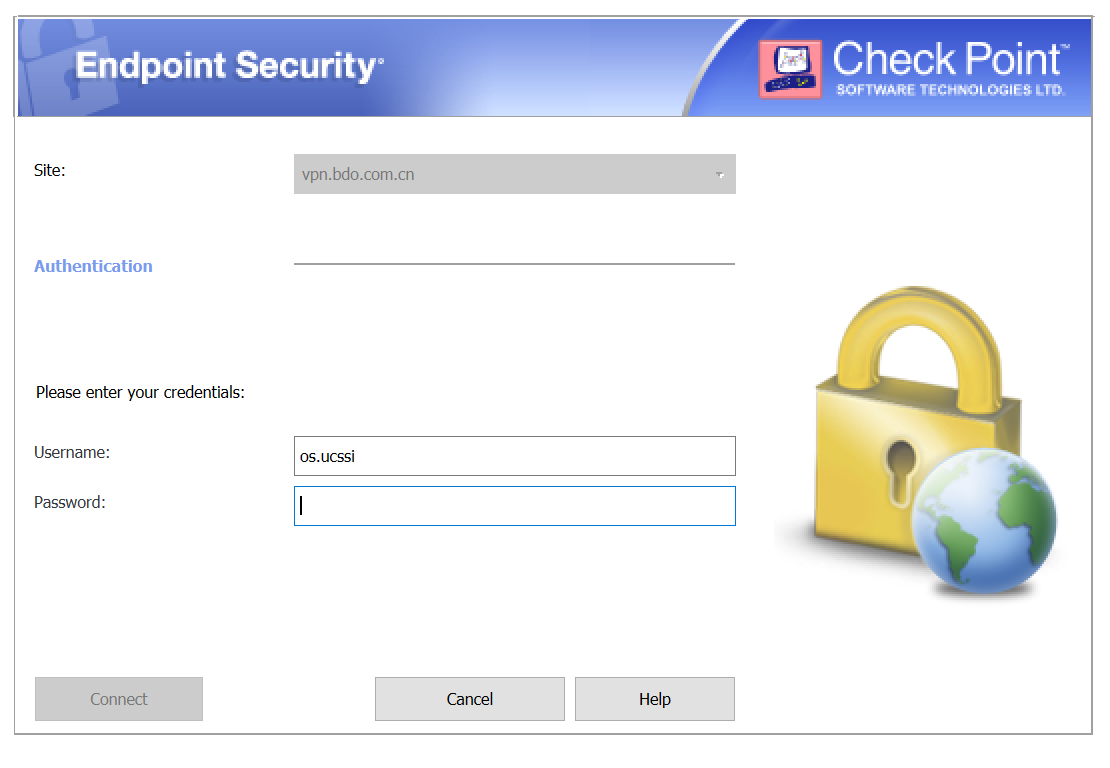 Endpoint Security
Check Point™
SOFTWARE TECHNOLOGIES LTD.
Site:
vpn.bdo.com.cn
Authentication
Please enter your credentials:
Username:
os.ucssi
Password:
Connect
Cancel
Help